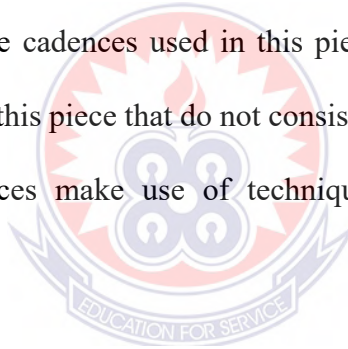 e cadences used in this pie
this piece that do not consis
ces make use of techniqu
EDUCATION FOR SERVICE